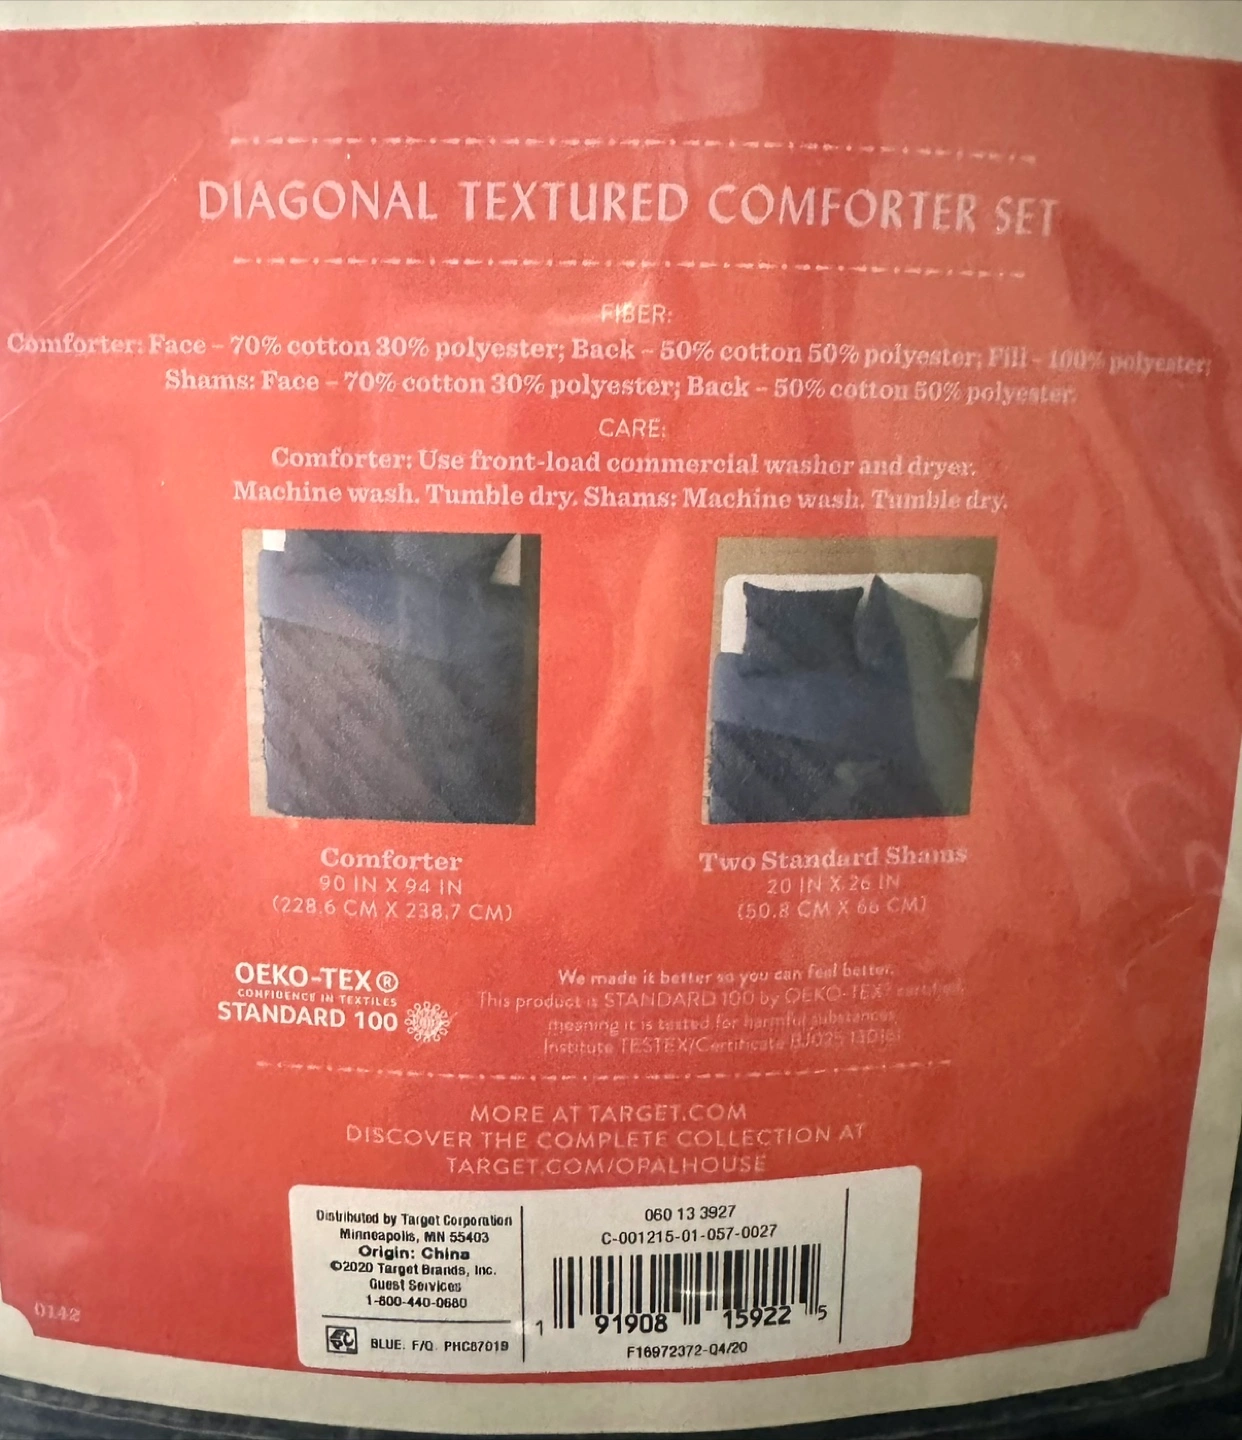 DIAGONAL TEXTURED COMFORTER SET
FIBER:
Comforter: Face – 70% cotton 30% polyester; Back – 50% cotton 50% polyester; Fill – 100% polyester;
Shams: Face – 70% cotton 30% polyester; Back – 50% cotton 50% polyester.
CARE:
Comforter: Use front-load commercial washer and dryer.
Machine wash. Tumble dry. Shams: Machine wash. Tumble dry.
Comforter
90 IN X 94 IN
(228.6 CM X 238.7 CM)
Two Standard Shams
20 IN X 26 IN
(50.8 CM X 66 CM)
OEKO-TEX®
CONFIDENCE IN TEXTILES
STANDARD 100
We made it better so you can feel better.
This product is STANDARD 100 by OEKO-TEX® certified,
meaning it is tested for harmful substances
Institute TESTEX/Certificate BJ025
MORE AT TARGET.COM
DISCOVER THE COMPLETE COLLECTION AT
TARGET.COM/OPALHOUSE
Distributed by Target Corporation
Minneapolis, MN 55403
Origin: China
©2020 Target Brands, Inc.
Guest Services
1-800-440-0680
BLUE. F/Q. PHC87019
060 13 3927
C-001215-01-057-0027
1 91908 15922 5
F16972372-Q4/20
0142